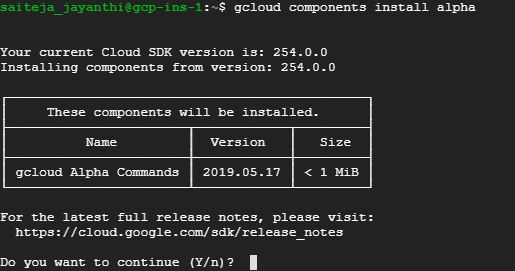 saiteja_jayanthi@gcp-ins-1:~$ gcloud components install alpha
Your current Cloud SDK version is: 254.0.0
Installing components from version: 254.0.0
These components will be installed.
Name Version Size
gcloud Alpha Commands 2019.05.17 < 1 MiB
For the latest full release notes, please visit:
https://cloud.google.com/sdk/release_notes
Do you want to continue (Y/n)?